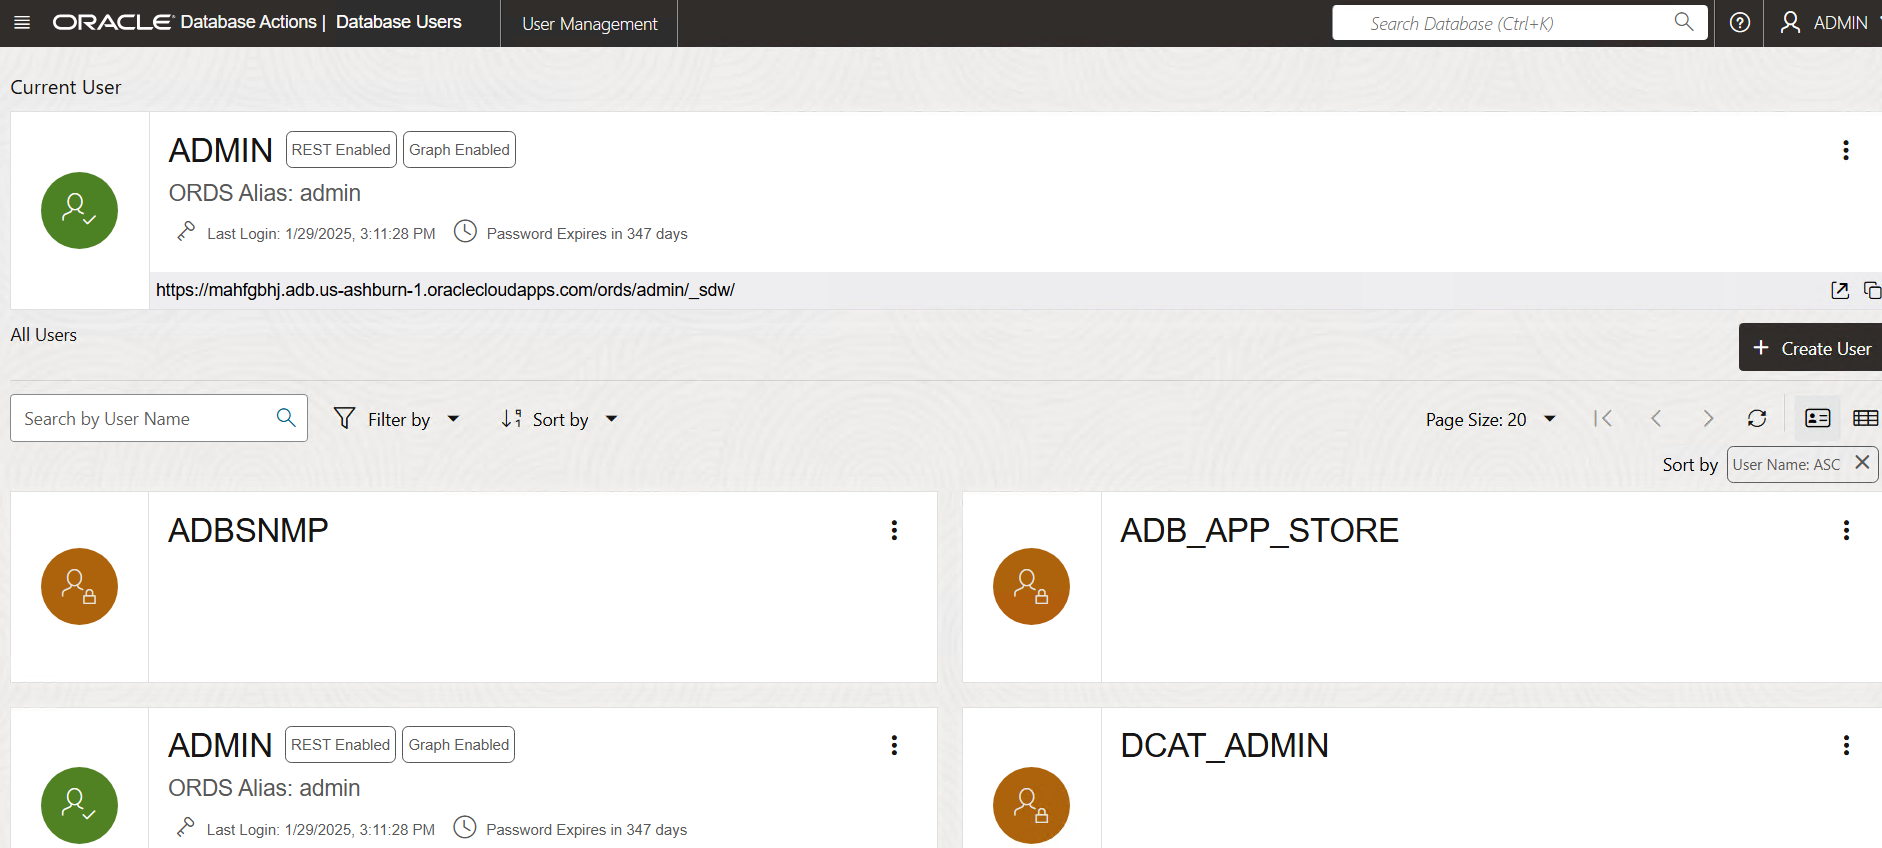 ORACLE Database Actions | Database Users User Management Search Database (Ctrl+K) ADMIN
Current User
ADMIN REST Enabled Graph Enabled
ORDS Alias: admin
Last Login: 1/29/2025, 3:11:28 PM Password Expires in 347 days
https://mahfgbhj.adb.us-ashburn-1.oraclecloudapps.com/ords/admin/_sdw/
All Users
+ Create User
Search by User Name Filter by Sort by Page Size: 20
Sort by User Name: ASC
ADBSNMP ADB_APP_STORE
ADMIN REST Enabled Graph Enabled DCAT_ADMIN
ORDS Alias: admin
Last Login: 1/29/2025, 3:11:28 PM Password Expires in 347 days